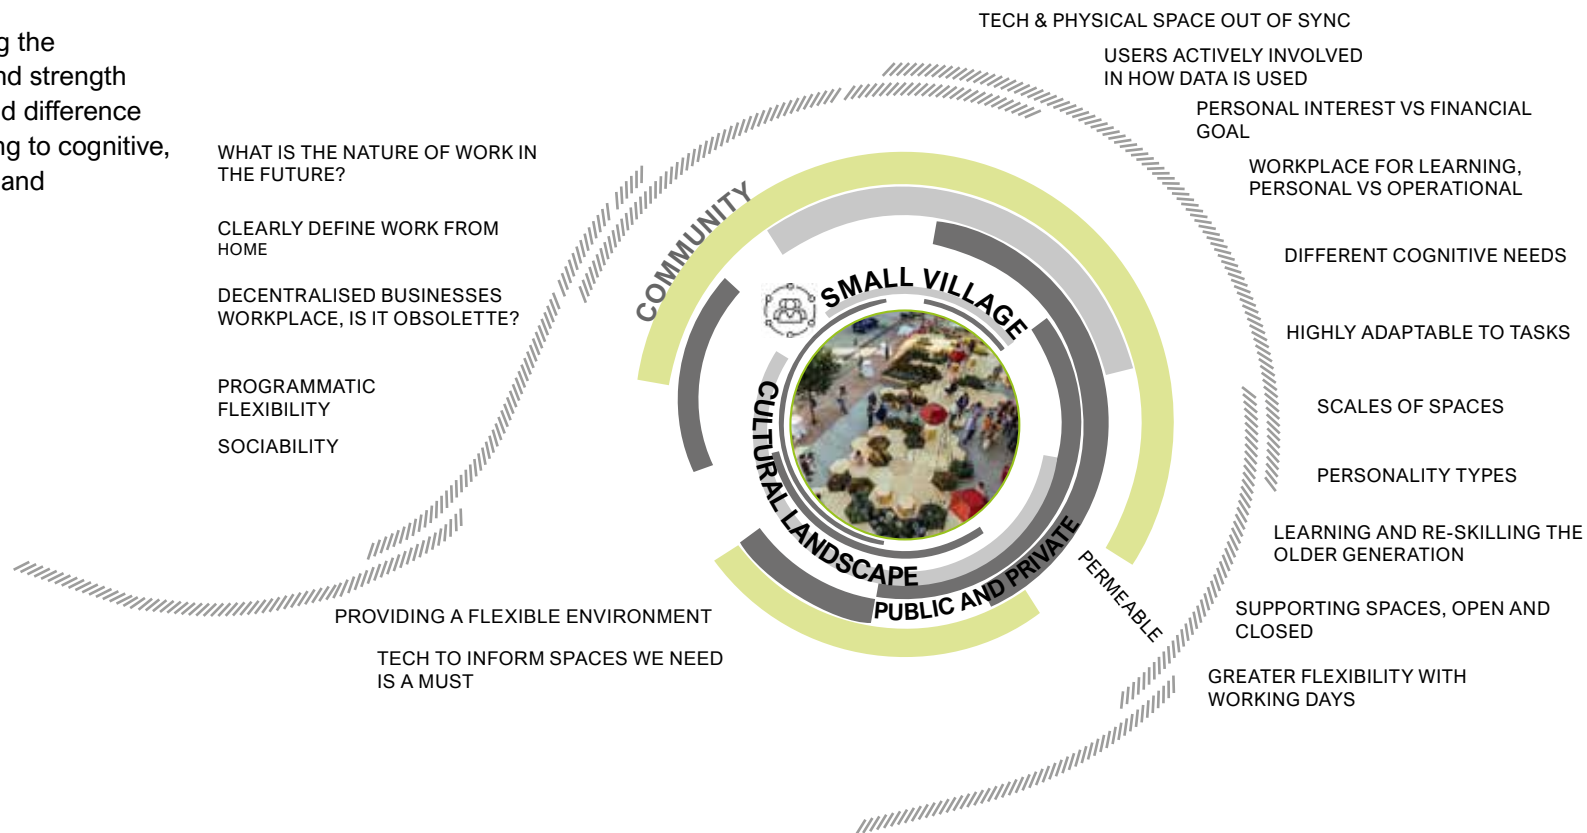 g the
nd strength
d difference
ng to cognitive,
and
WHAT IS THE NATURE OF WORK IN
THE FUTURE?
CLEARLY DEFINE WORK FROM
HOME
DECENTRALISED BUSINESSES
WORKPLACE, IS IT OBSOLETTE?
PROGRAMMATIC
FLEXIBILITY
SOCIABILITY
PROVIDING A FLEXIBLE ENVIRONMENT
TECH TO INFORM SPACES WE NEED
IS A MUST
COMMUNITY
SMALL VILLAGE
CULTURAL LANDSCAPE
PUBLIC AND PRIVATE
PERMEABLE
TECH & PHYSICAL SPACE OUT OF SYNC
USERS ACTIVELY INVOLVED
IN HOW DATA IS USED
PERSONAL INTEREST VS FINANCIAL
GOAL
WORKPLACE FOR LEARNING,
PERSONAL VS OPERATIONAL
DIFFERENT COGNITIVE NEEDS
HIGHLY ADAPTABLE TO TASKS
SCALES OF SPACES
PERSONALITY TYPES
LEARNING AND RE-SKILLING THE
OLDER GENERATION
SUPPORTING SPACES, OPEN AND
CLOSED
GREATER FLEXIBILITY WITH
WORKING DAYS